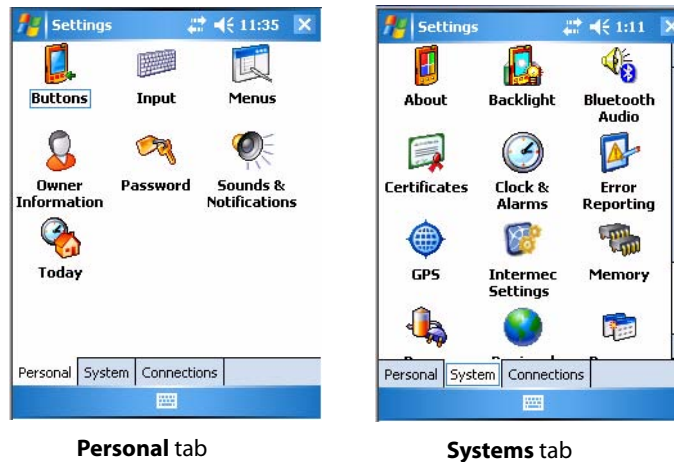 Settings 11:35
Buttons Input Menus
Owner Information Password Sounds & Notifications
Today
Personal System Connections
Personal tab
Settings 1:11
About Backlight Bluetooth Audio
Certificates Clock & Alarms Error Reporting
GPS Intermec Settings Memory
Personal System Connections
Systems tab